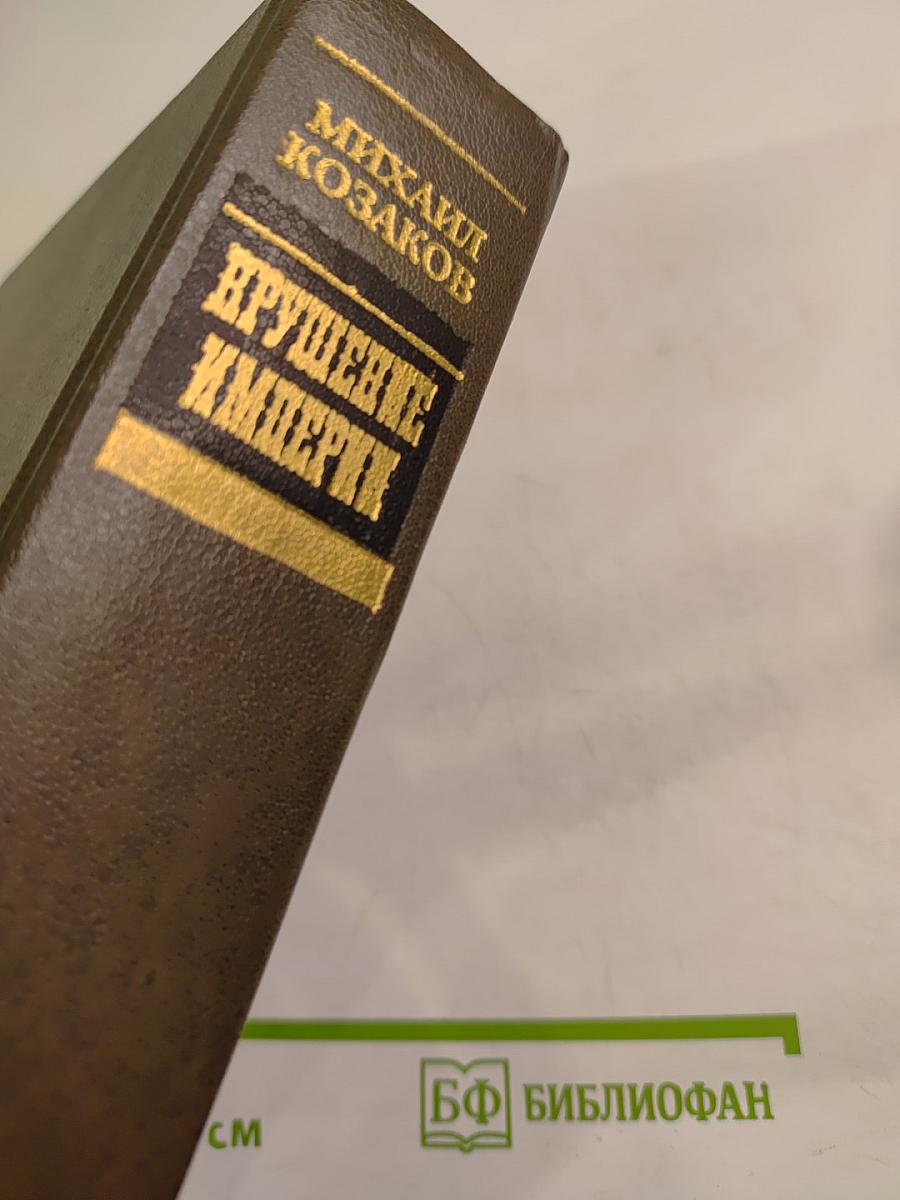 МИХАИЛ
КОЗАКОВ
КРУШЕНИЕ
ИМПЕРИИ
БФ БИБЛИОФАН
см